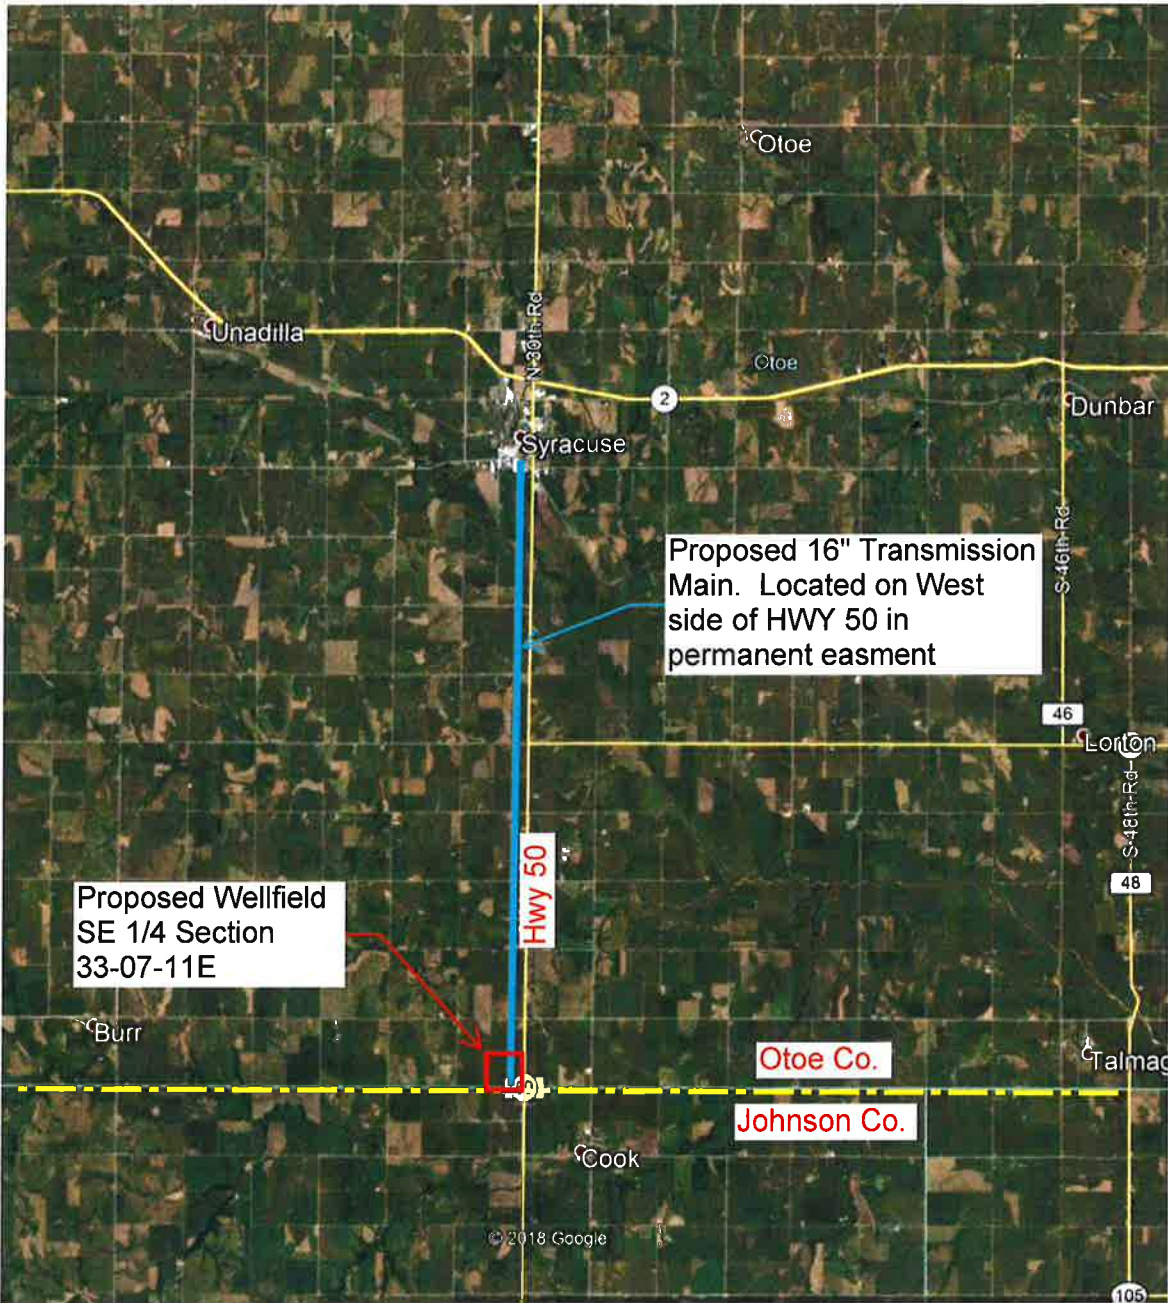 Otoe
N 30th Rd
Unadilla
Otoe
2
Dunbar
Syracuse
S 46th Rd
Proposed 16" Transmission
Main. Located on West
side of HWY 50 in
permanent easment
46
Lorton
S 48th Rd
Hwy 50
48
Proposed Wellfield
SE 1/4 Section
33-07-11E
Burr
Otoe Co.
Talmag
Johnson Co.
Cook
© 2018 Google
105